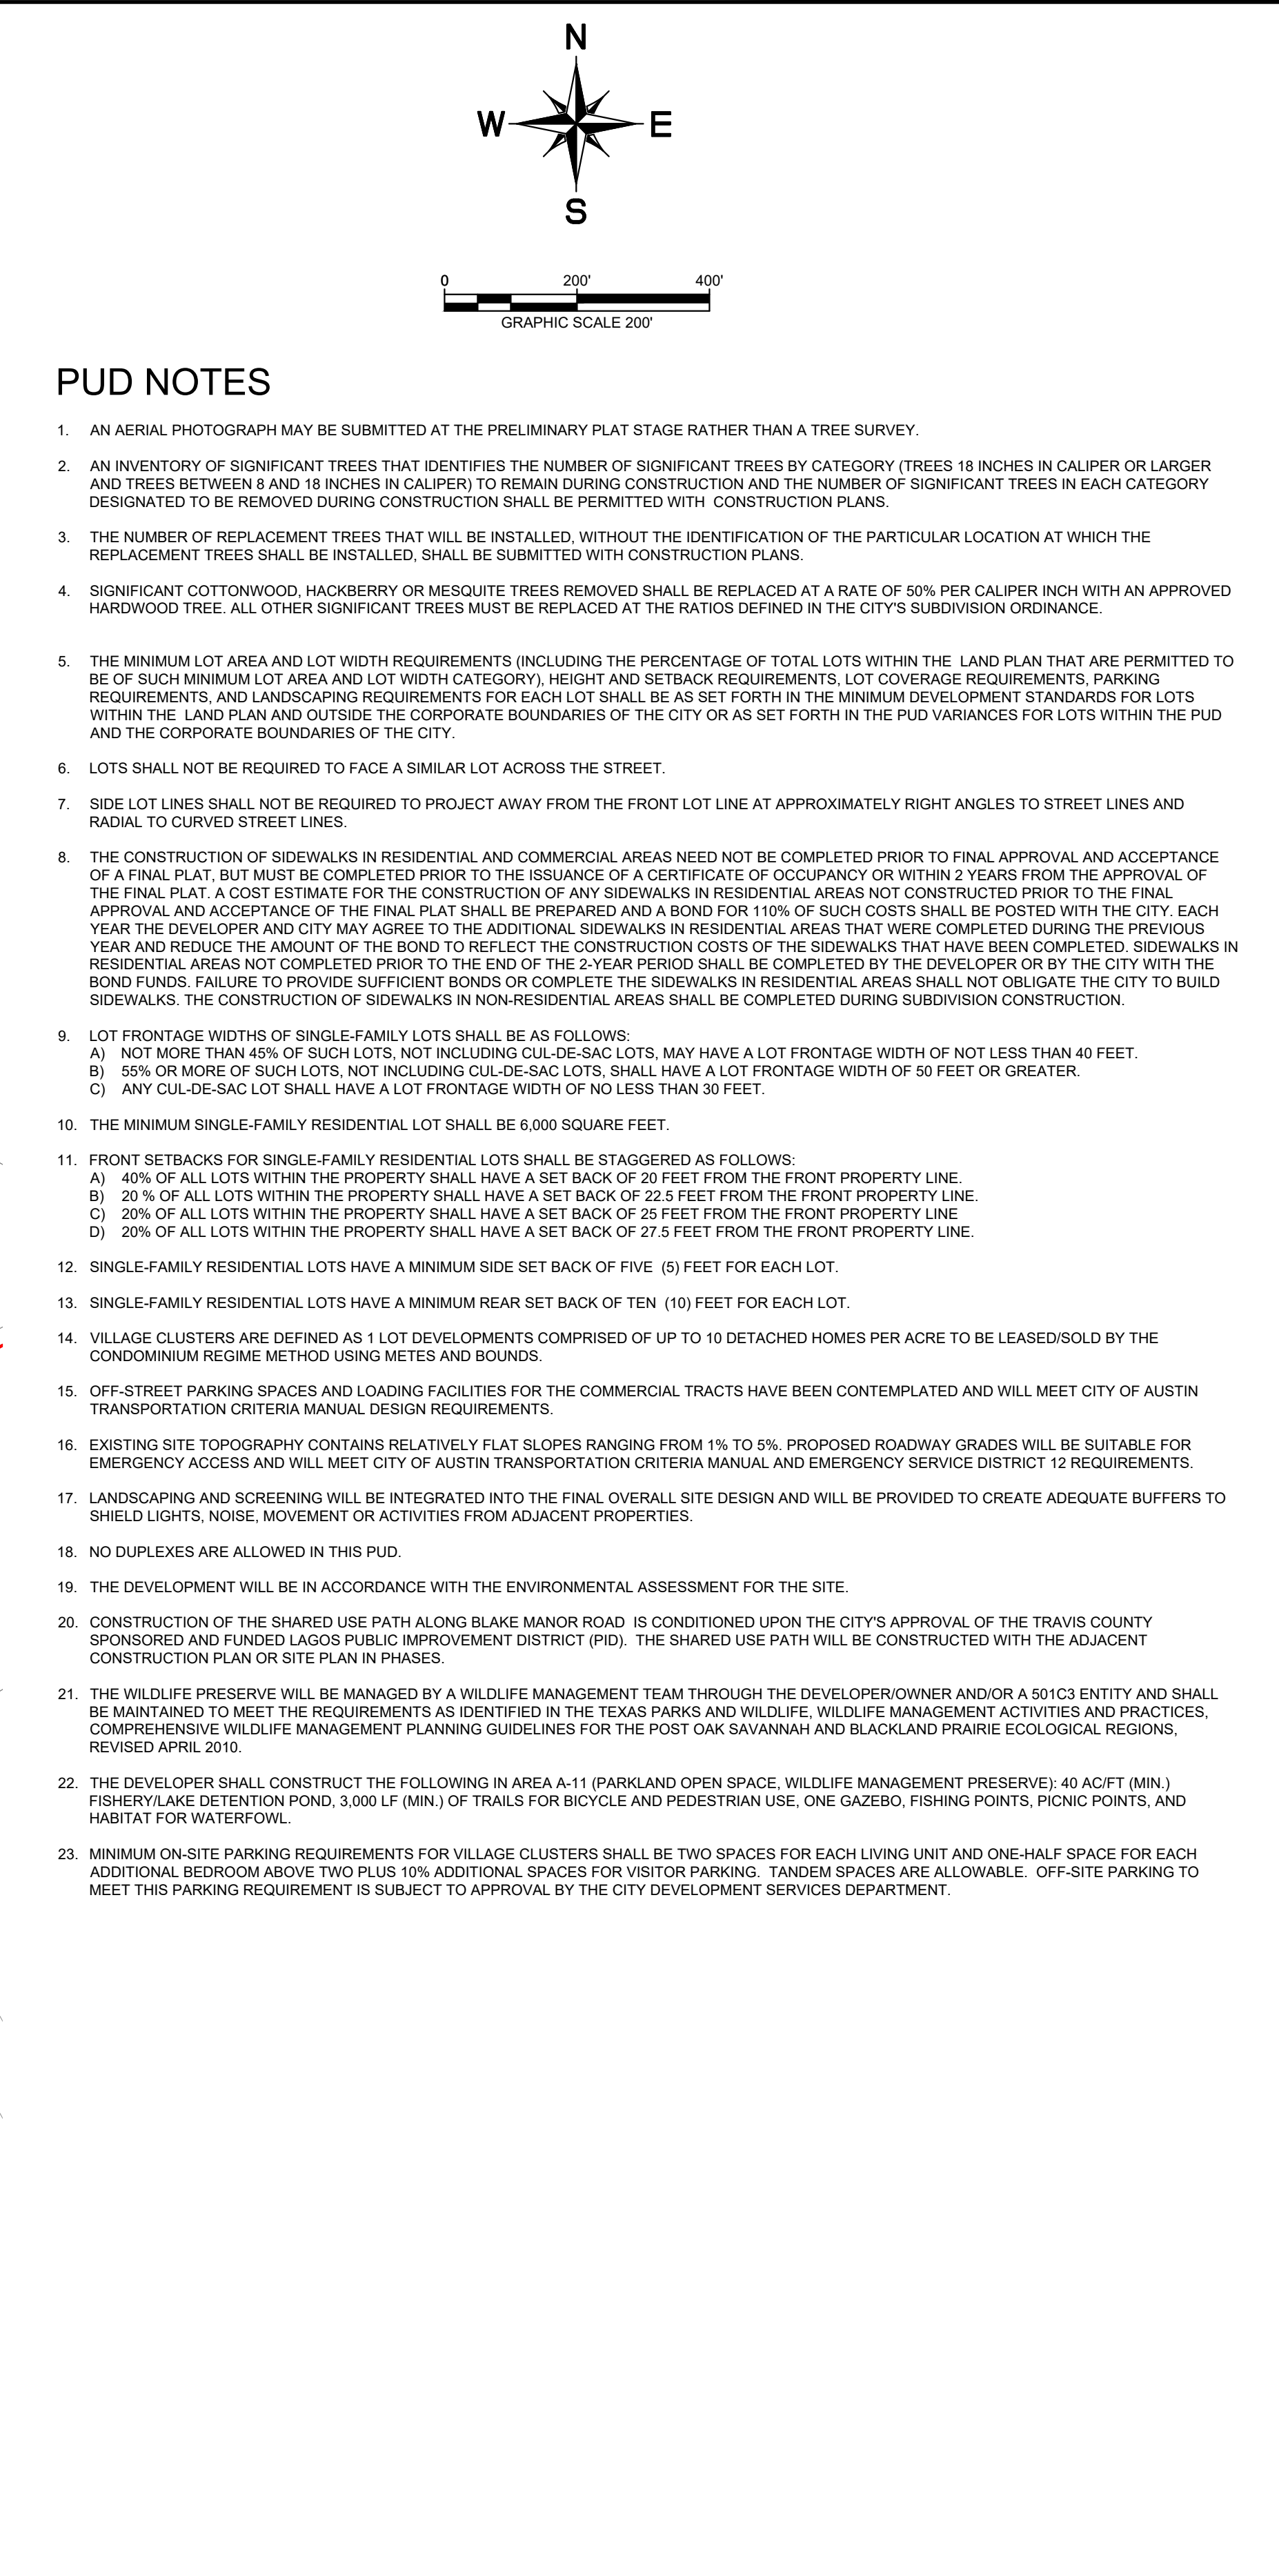 N
W E
S
0 200' 400'
GRAPHIC SCALE 200'
PUD NOTES
1. AN AERIAL PHOTOGRAPH MAY BE SUBMITTED AT THE PRELIMINARY PLAT STAGE RATHER THAN A TREE SURVEY.
2. AN INVENTORY OF SIGNIFICANT TREES THAT IDENTIFIES THE NUMBER OF SIGNIFICANT TREES BY CATEGORY (TREES 18 INCHES IN CALIPER OR LARGER
AND TREES BETWEEN 8 AND 18 INCHES IN CALIPER) TO REMAIN DURING CONSTRUCTION AND THE NUMBER OF SIGNIFICANT TREES IN EACH CATEGORY
DESIGNATED TO BE REMOVED DURING CONSTRUCTION SHALL BE PERMITTED WITH CONSTRUCTION PLANS.
3. THE NUMBER OF REPLACEMENT TREES THAT WILL BE INSTALLED, WITHOUT THE IDENTIFICATION OF THE PARTICULAR LOCATION AT WHICH THE
REPLACEMENT TREES SHALL BE INSTALLED, SHALL BE SUBMITTED WITH CONSTRUCTION PLANS.
4. SIGNIFICANT COTTONWOOD, HACKBERRY OR MESQUITE TREES REMOVED SHALL BE REPLACED AT A RATE OF 50% PER CALIPER INCH WITH AN APPROVED
HARDWOOD TREE. ALL OTHER SIGNIFICANT TREES MUST BE REPLACED AT THE RATIOS DEFINED IN THE CITY'S SUBDIVISION ORDINANCE.
5. THE MINIMUM LOT AREA AND LOT WIDTH REQUIREMENTS (INCLUDING THE PERCENTAGE OF TOTAL LOTS WITHIN THE LAND PLAN THAT ARE PERMITTED TO
BE OF SUCH MINIMUM LOT AREA AND LOT WIDTH CATEGORY), HEIGHT AND SETBACK REQUIREMENTS, LOT COVERAGE REQUIREMENTS, PARKING
REQUIREMENTS, AND LANDSCAPING REQUIREMENTS FOR EACH LOT SHALL BE AS SET FORTH IN THE MINIMUM DEVELOPMENT STANDARDS FOR LOTS
WITHIN THE LAND PLAN AND OUTSIDE THE CORPORATE BOUNDARIES OF THE CITY OR AS SET FORTH IN THE PUD VARIANCES FOR LOTS WITHIN THE PUD
AND THE CORPORATE BOUNDARIES OF THE CITY.
6. LOTS SHALL NOT BE REQUIRED TO FACE A SIMILAR LOT ACROSS THE STREET.
7. SIDE LOT LINES SHALL NOT BE REQUIRED TO PROJECT AWAY FROM THE FRONT LOT LINE AT APPROXIMATELY RIGHT ANGLES TO STREET LINES AND
RADIAL TO CURVED STREET LINES.
8. THE CONSTRUCTION OF SIDEWALKS IN RESIDENTIAL AND COMMERCIAL AREAS NEED NOT BE COMPLETED PRIOR TO FINAL APPROVAL AND ACCEPTANCE
OF A FINAL PLAT, BUT MUST BE COMPLETED PRIOR TO THE ISSUANCE OF A CERTIFICATE OF OCCUPANCY OR WITHIN 2 YEARS FROM THE APPROVAL OF
THE FINAL PLAT. A COST ESTIMATE FOR THE CONSTRUCTION OF ANY SIDEWALKS IN RESIDENTIAL AREAS NOT CONSTRUCTED PRIOR TO THE FINAL
APPROVAL AND ACCEPTANCE OF THE FINAL PLAT SHALL BE PREPARED AND A BOND FOR 110% OF SUCH COSTS SHALL BE POSTED WITH THE CITY. EACH
YEAR THE DEVELOPER AND CITY MAY AGREE TO THE ADDITIONAL SIDEWALKS IN RESIDENTIAL AREAS THAT WERE COMPLETED DURING THE PREVIOUS
YEAR AND REDUCE THE AMOUNT OF THE BOND TO REFLECT THE CONSTRUCTION COSTS OF THE SIDEWALKS THAT HAVE BEEN COMPLETED. SIDEWALKS IN
RESIDENTIAL AREAS NOT COMPLETED PRIOR TO THE END OF THE 2-YEAR PERIOD SHALL BE COMPLETED BY THE DEVELOPER OR BY THE CITY WITH THE
BOND FUNDS. FAILURE TO PROVIDE SUFFICIENT BONDS OR COMPLETE THE SIDEWALKS IN RESIDENTIAL AREAS SHALL NOT OBLIGATE THE CITY TO BUILD
SIDEWALKS. THE CONSTRUCTION OF SIDEWALKS IN NON-RESIDENTIAL AREAS SHALL BE COMPLETED DURING SUBDIVISION CONSTRUCTION.
9. LOT FRONTAGE WIDTHS OF SINGLE-FAMILY LOTS SHALL BE AS FOLLOWS:
A) NOT MORE THAN 45% OF SUCH LOTS, NOT INCLUDING CUL-DE-SAC LOTS, MAY HAVE A LOT FRONTAGE WIDTH OF NOT LESS THAN 40 FEET.
B) 55% OR MORE OF SUCH LOTS, NOT INCLUDING CUL-DE-SAC LOTS, SHALL HAVE A LOT FRONTAGE WIDTH OF 50 FEET OR GREATER.
C) ANY CUL-DE-SAC LOT SHALL HAVE A LOT FRONTAGE WIDTH OF NO LESS THAN 30 FEET.
10. THE MINIMUM SINGLE-FAMILY RESIDENTIAL LOT SHALL BE 6,000 SQUARE FEET.
11. FRONT SETBACKS FOR SINGLE-FAMILY RESIDENTIAL LOTS SHALL BE STAGGERED AS FOLLOWS:
A) 40% OF ALL LOTS WITHIN THE PROPERTY SHALL HAVE A SET BACK OF 20 FEET FROM THE FRONT PROPERTY LINE.
B) 20 % OF ALL LOTS WITHIN THE PROPERTY SHALL HAVE A SET BACK OF 22.5 FEET FROM THE FRONT PROPERTY LINE.
C) 20% OF ALL LOTS WITHIN THE PROPERTY SHALL HAVE A SET BACK OF 25 FEET FROM THE FRONT PROPERTY LINE
D) 20% OF ALL LOTS WITHIN THE PROPERTY SHALL HAVE A SET BACK OF 27.5 FEET FROM THE FRONT PROPERTY LINE.
12. SINGLE-FAMILY RESIDENTIAL LOTS HAVE A MINIMUM SIDE SET BACK OF FIVE (5) FEET FOR EACH LOT.
13. SINGLE-FAMILY RESIDENTIAL LOTS HAVE A MINIMUM REAR SET BACK OF TEN (10) FEET FOR EACH LOT.
14. VILLAGE CLUSTERS ARE DEFINED AS 1 LOT DEVELOPMENTS COMPRISED OF UP TO 10 DETACHED HOMES PER ACRE TO BE LEASED/SOLD BY THE
CONDOMINIUM REGIME METHOD USING METES AND BOUNDS.
15. OFF-STREET PARKING SPACES AND LOADING FACILITIES FOR THE COMMERCIAL TRACTS HAVE BEEN CONTEMPLATED AND WILL MEET CITY OF AUSTIN
TRANSPORTATION CRITERIA MANUAL DESIGN REQUIREMENTS.
16. EXISTING SITE TOPOGRAPHY CONTAINS RELATIVELY FLAT SLOPES RANGING FROM 1% TO 5%. PROPOSED ROADWAY GRADES WILL BE SUITABLE FOR
EMERGENCY ACCESS AND WILL MEET CITY OF AUSTIN TRANSPORTATION CRITERIA MANUAL AND EMERGENCY SERVICE DISTRICT 12 REQUIREMENTS.
17. LANDSCAPING AND SCREENING WILL BE INTEGRATED INTO THE FINAL OVERALL SITE DESIGN AND WILL BE PROVIDED TO CREATE ADEQUATE BUFFERS TO
SHIELD LIGHTS, NOISE, MOVEMENT OR ACTIVITIES FROM ADJACENT PROPERTIES.
18. NO DUPLEXES ARE ALLOWED IN THIS PUD.
19. THE DEVELOPMENT WILL BE IN ACCORDANCE WITH THE ENVIRONMENTAL ASSESSMENT FOR THE SITE.
20. CONSTRUCTION OF THE SHARED USE PATH ALONG BLAKE MANOR ROAD IS CONDITIONED UPON THE CITY'S APPROVAL OF THE TRAVIS COUNTY
SPONSORED AND FUNDED LAGOS PUBLIC IMPROVEMENT DISTRICT (PID). THE SHARED USE PATH WILL BE CONSTRUCTED WITH THE ADJACENT
CONSTRUCTION PLAN OR SITE PLAN IN PHASES.
21. THE WILDLIFE PRESERVE WILL BE MANAGED BY A WILDLIFE MANAGEMENT TEAM THROUGH THE DEVELOPER/OWNER AND/OR A 501C3 ENTITY AND SHALL
BE MAINTAINED TO MEET THE REQUIREMENTS AS IDENTIFIED IN THE TEXAS PARKS AND WILDLIFE, WILDLIFE MANAGEMENT ACTIVITIES AND PRACTICES,
COMPREHENSIVE WILDLIFE MANAGEMENT PLANNING GUIDELINES FOR THE POST OAK SAVANNAH AND BLACKLAND PRAIRIE ECOLOGICAL REGIONS,
REVISED APRIL 2010.
22. THE DEVELOPER SHALL CONSTRUCT THE FOLLOWING IN AREA A-11 (PARKLAND OPEN SPACE, WILDLIFE MANAGEMENT PRESERVE): 40 AC/FT (MIN.)
FISHERY/LAKE DETENTION POND, 3,000 LF (MIN.) OF TRAILS FOR BICYCLE AND PEDESTRIAN USE, ONE GAZEBO, FISHING POINTS, PICNIC POINTS, AND
HABITAT FOR WATERFOWL.
23. MINIMUM ON-SITE PARKING REQUIREMENTS FOR VILLAGE CLUSTERS SHALL BE TWO SPACES FOR EACH LIVING UNIT AND ONE-HALF SPACE FOR EACH
ADDITIONAL BEDROOM ABOVE TWO PLUS 10% ADDITIONAL SPACES FOR VISITOR PARKING. TANDEM SPACES ARE ALLOWABLE. OFF-SITE PARKING TO
MEET THIS PARKING REQUIREMENT IS SUBJECT TO APPROVAL BY THE CITY DEVELOPMENT SERVICES DEPARTMENT.